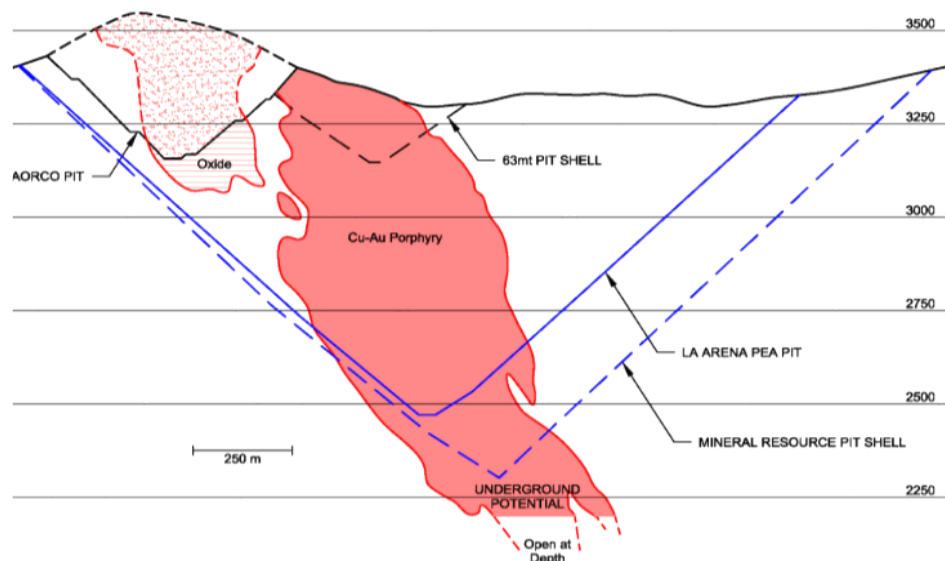 3500
3250
AORCO PIT
Oxide
63mt PIT SHELL
3000
Cu-Au Porphyry
2750
LA ARENA PEA PIT
2500
MINERAL RESOURCE PIT SHELL
250 m
UNDERGROUND
POTENTIAL
2250
Open at
Depth